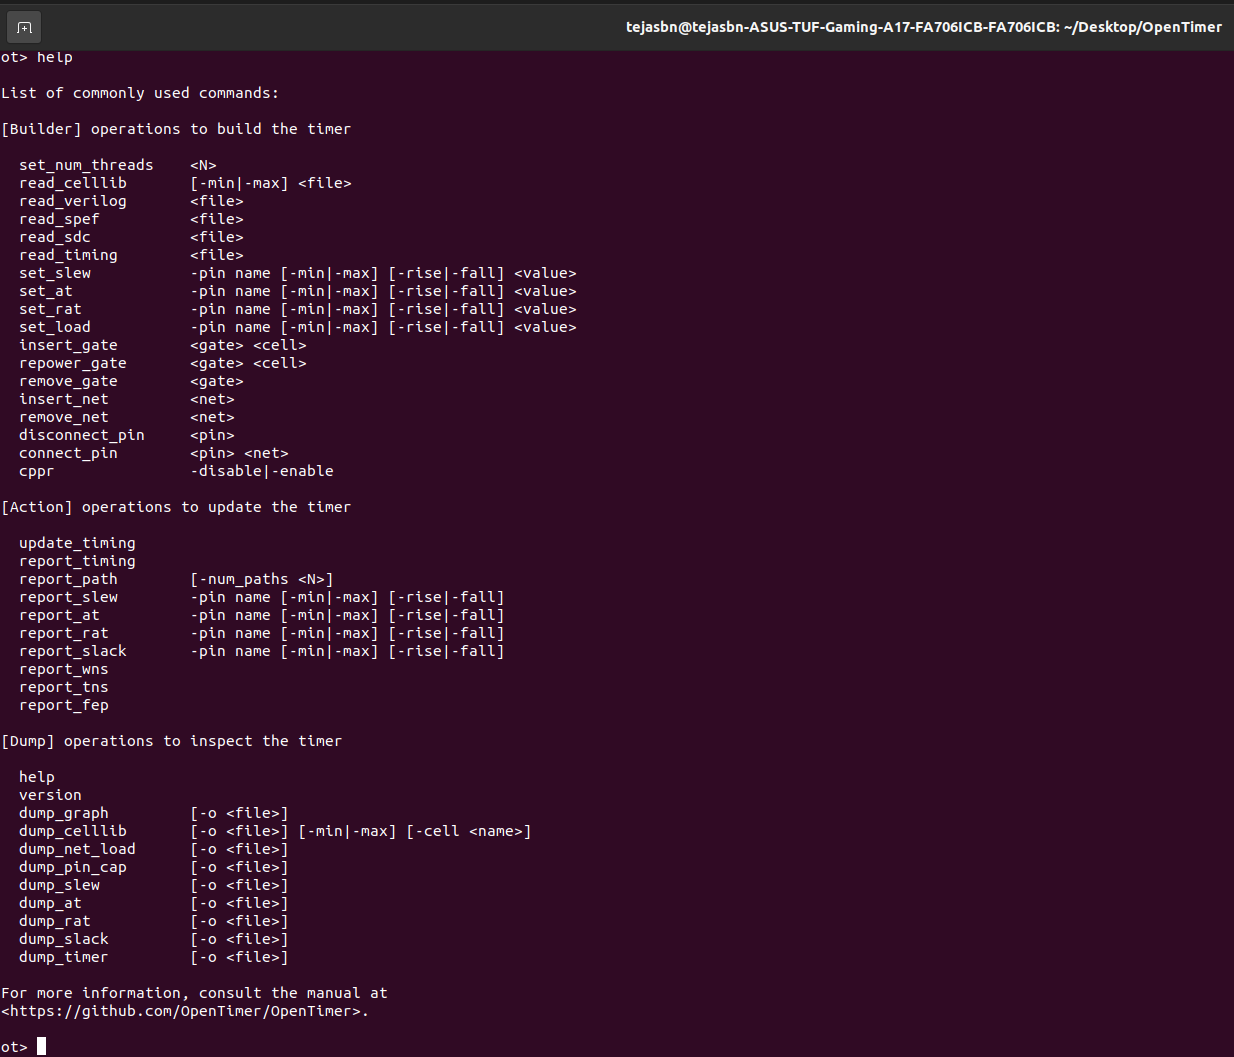 tejasbn@tejasbn-ASUS-TUF-Gaming-A17-FA706ICB-FA706ICB: ~/Desktop/OpenTimer
ot> help
List of commonly used commands:
[Builder] operations to build the timer
set_num_threads <N>
read_celllib [-min|-max] <file>
read_verilog <file>
read_spef <file>
read_sdc <file>
read_timing <file>
set_slew -pin name [-min|-max] [-rise|-fall] <value>
set_at -pin name [-min|-max] [-rise|-fall] <value>
set_rat -pin name [-min|-max] [-rise|-fall] <value>
set_load -pin name [-min|-max] [-rise|-fall] <value>
insert_gate <gate> <cell>
repower_gate <gate> <cell>
remove_gate <gate>
insert_net <net>
remove_net <net>
disconnect_pin <pin>
connect_pin <pin> <net>
cppr -disable|-enable
[Action] operations to update the timer
update_timing
report_timing
report_path [-num_paths <N>]
report_slew -pin name [-min|-max] [-rise|-fall]
report_at -pin name [-min|-max] [-rise|-fall]
report_rat -pin name [-min|-max] [-rise|-fall]
report_slack -pin name [-min|-max] [-rise|-fall]
report_wns
report_tns
report_fep
[Dump] operations to inspect the timer
help
version
dump_graph [-o <file>]
dump_celllib [-o <file>] [-min|-max] [-cell <name>]
dump_net_load [-o <file>]
dump_pin_cap [-o <file>]
dump_slew [-o <file>]
dump_at [-o <file>]
dump_rat [-o <file>]
dump_slack [-o <file>]
dump_timer [-o <file>]
For more information, consult the manual at
<https://github.com/OpenTimer/OpenTimer>.
ot>